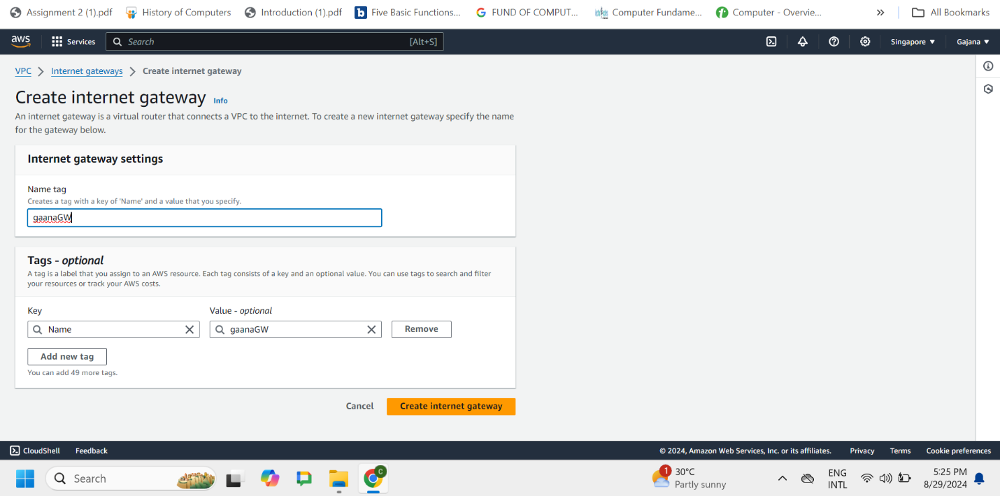 Assignment 2 (1).pdf History of Computers Introduction (1).pdf Five Basic Functions... FUND OF COMPUT... Computer Fundame... Computer - Overvie... » All Bookmarks
aws Services Search [Alt+S] Singapore Gajana
VPC > Internet gateways > Create internet gateway
Create internet gateway Info
An internet gateway is a virtual router that connects a VPC to the internet. To create a new internet gateway specify the name
for the gateway below.
Internet gateway settings
Name tag
Creates a tag with a key of 'Name' and a value that you specify.
gaanaGW
Tags - optional
A tag is a label that you assign to an AWS resource. Each tag consists of a key and an optional value. You can use tags to search and filter
your resources or track your AWS costs.
Key Value - optional
Name gaanaGW Remove
Add new tag
You can add 49 more tags.
Cancel Create internet gateway
CloudShell Feedback © 2024, Amazon Web Services, Inc. or its affiliates. Privacy Terms Cookie preferences
Search C 1 30°C ENG 5:25 PM
Partly sunny INTL 8/29/2024